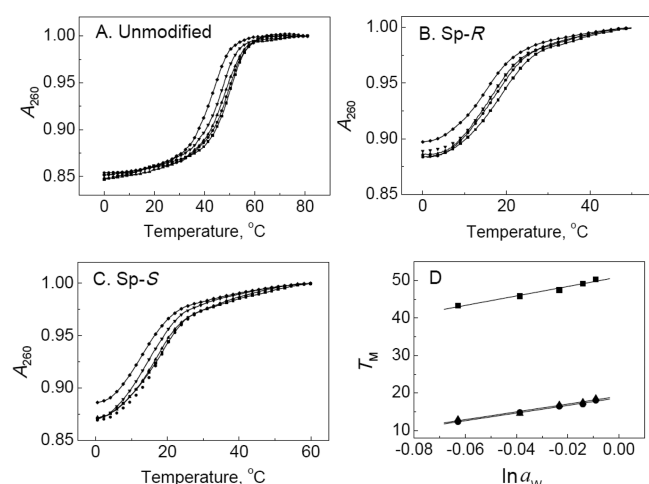 A. Unmodified
1.00
0.95
0.90
0.85
A260
0
20
40
60
80
Temperature, °C
B. Sp-R
1.00
0.95
0.90
0.85
A260
0
20
40
Temperature, °C
C. Sp-S
1.00
0.95
0.90
0.85
A260
0
20
40
60
Temperature, °C
D
50
40
30
20
10
TM
-0.08
-0.06
-0.04
-0.02
0.00
ln aw